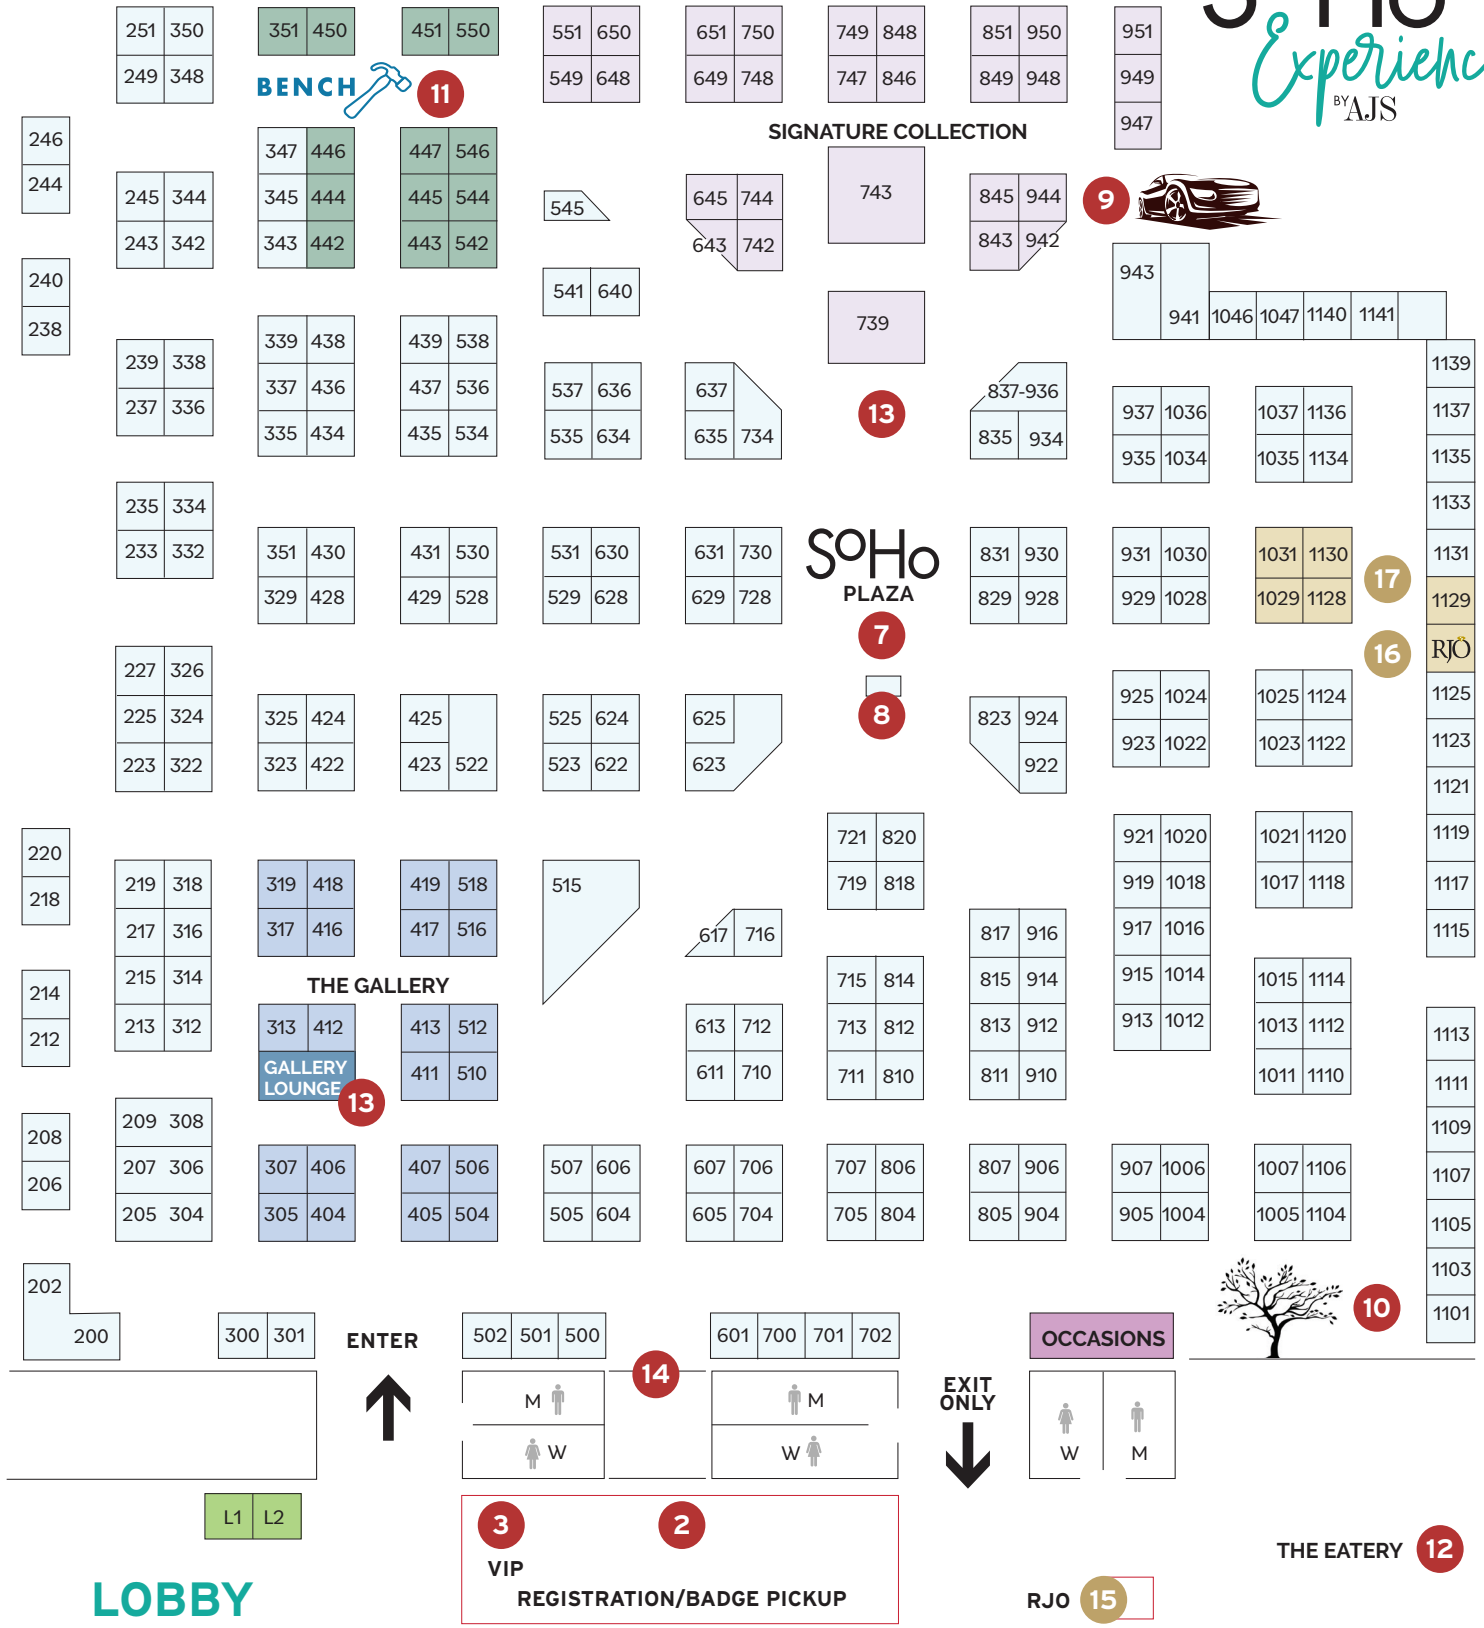 SOHO
Experienc
BY AJS
251 350 351 450 451 550 551 650 651 750 749 848 851 950 951
249 348 549 648 649 748 747 846 849 948 949
BENCH 11
947
SIGNATURE COLLECTION
246 347 446 447 546
244 245 344 345 444 445 544 545 645 744 743 845 944 9
243 342 343 442 443 542 643 742 843 942
240 541 640 943
238 339 438 439 538 739 941 1046 1047 1140 1141
239 338 337 436 437 536 537 636 637 837-936 1139
237 336 335 434 435 534 535 634 635 734 13 835 934 937 1036 1037 1136 1137
935 1034 1035 1134 1135
235 334 1133
233 332 351 430 431 530 531 630 631 730 SOHO 831 930 931 1030 1031 1130 1131
329 428 429 528 529 628 629 728 PLAZA 829 928 929 1028 1029 1128 17 1129
7
16 RJO
227 326 925 1024 1025 1124 1125
225 324 325 424 425 525 624 625 8 823 924 923 1022 1023 1122 1123
223 322 323 422 423 522 523 622 623 922 1121
220 721 820 921 1020 1021 1120 1119
218 219 318 319 418 419 518 515 719 818 919 1018 1017 1118 1117
217 316 317 416 417 516 617 716 817 916 917 1016 1115
THE GALLERY
214 215 314 715 814 815 914 915 1014 1015 1114
212 213 312 313 412 413 512 613 712 713 812 813 912 913 1012 1013 1112 1113
GALLERY
LOUNGE 13
411 510 611 710 711 810 811 910 1011 1110 1111
208 209 308 1109
206 207 306 307 406 407 506 507 606 607 706 707 806 807 906 907 1006 1007 1106 1107
205 304 305 404 405 504 505 604 605 704 705 804 805 904 905 1004 1005 1104 1105
202 1103
200 300 301 ENTER 502 501 500 601 700 701 702 OCCASIONS 10 1101
14
M M EXIT
ONLY
W W W M
L1 L2 3 2
VIP
THE EATERY 12
LOBBY REGISTRATION/BADGE PICKUP RJO 15